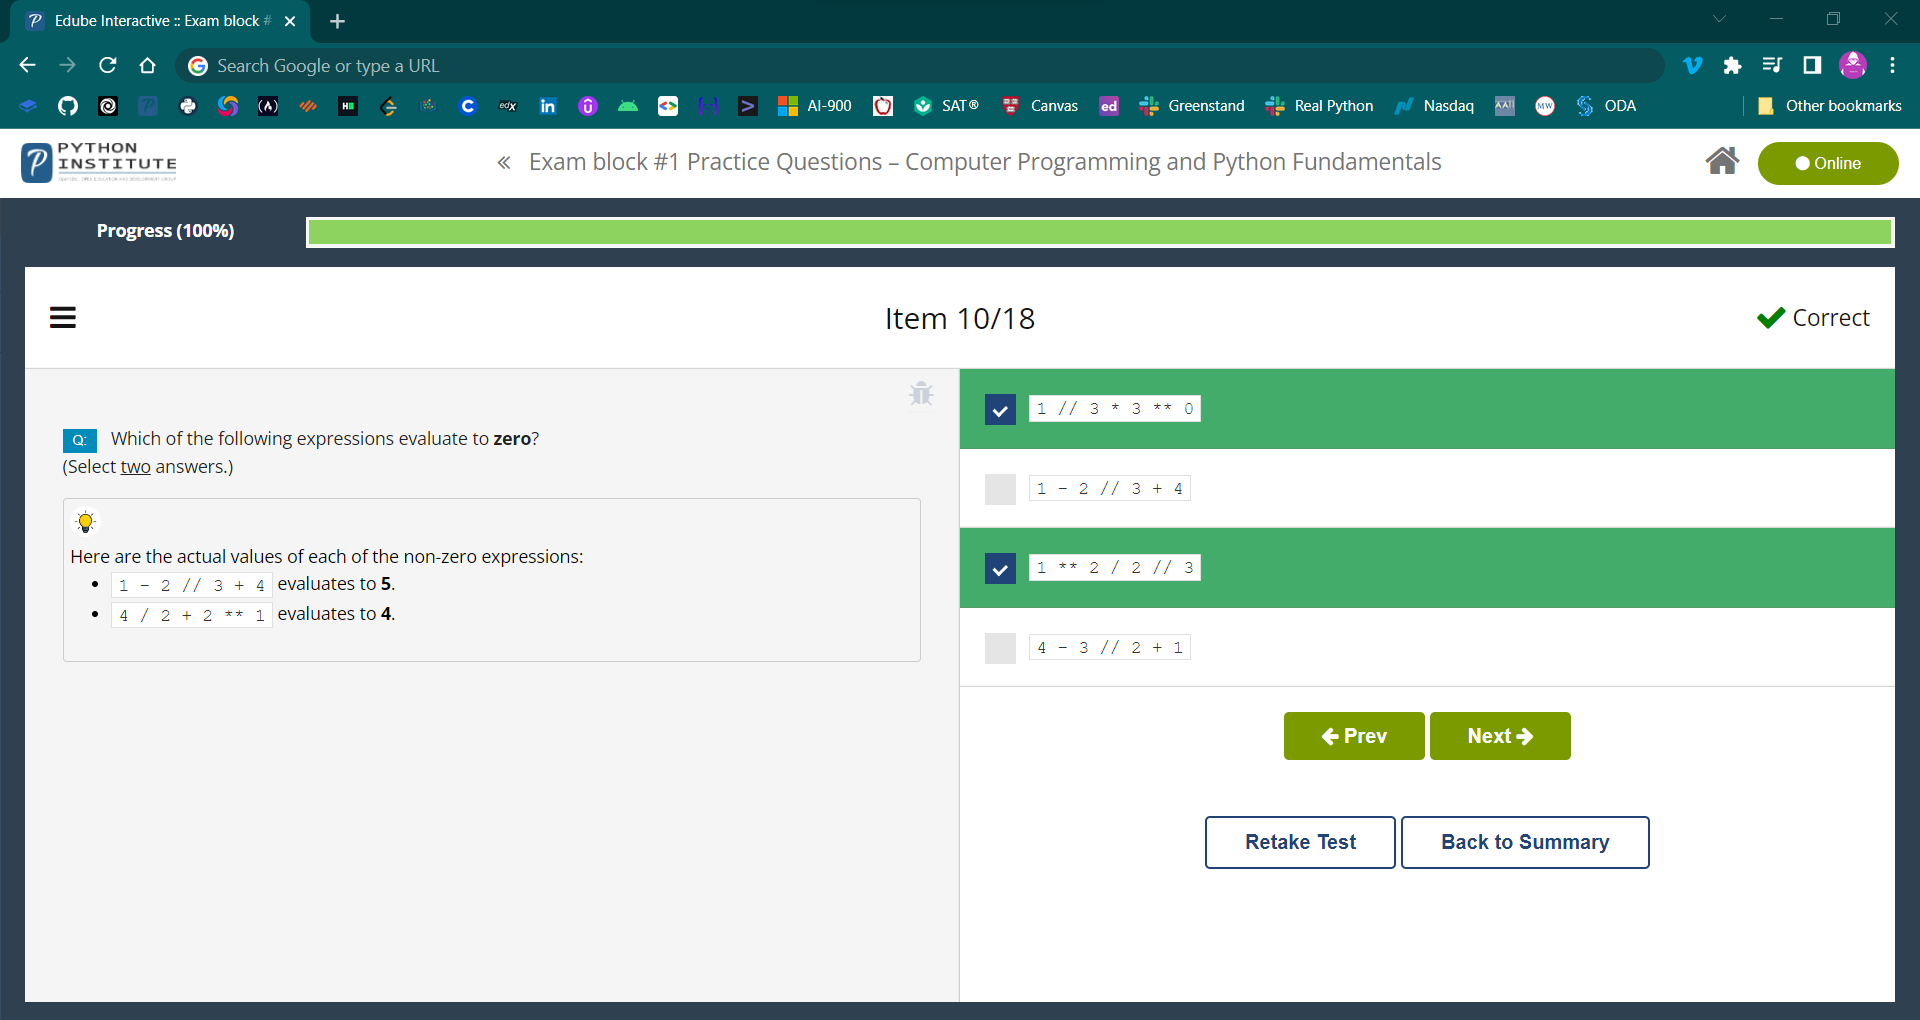 Edube Interactive :: Exam block #
Search Google or type a URL
AI-900
SAT®
Canvas
ed
Greenstand
Real Python
Nasdaq
AATI
MW
ODA
Other bookmarks
PYTHON
INSTITUTE
« Exam block #1 Practice Questions – Computer Programming and Python Fundamentals
Online
Progress (100%)
Item 10/18
Correct
Q: Which of the following expressions evaluate to zero?
(Select two answers.)
Here are the actual values of each of the non-zero expressions:
• 1 - 2 // 3 + 4 evaluates to 5.
• 4 / 2 + 2 ** 1 evaluates to 4.
1 // 3 * 3 ** 0
1 - 2 // 3 + 4
1 ** 2 / 2 // 3
4 - 3 // 2 + 1
Prev
Next
Retake Test
Back to Summary